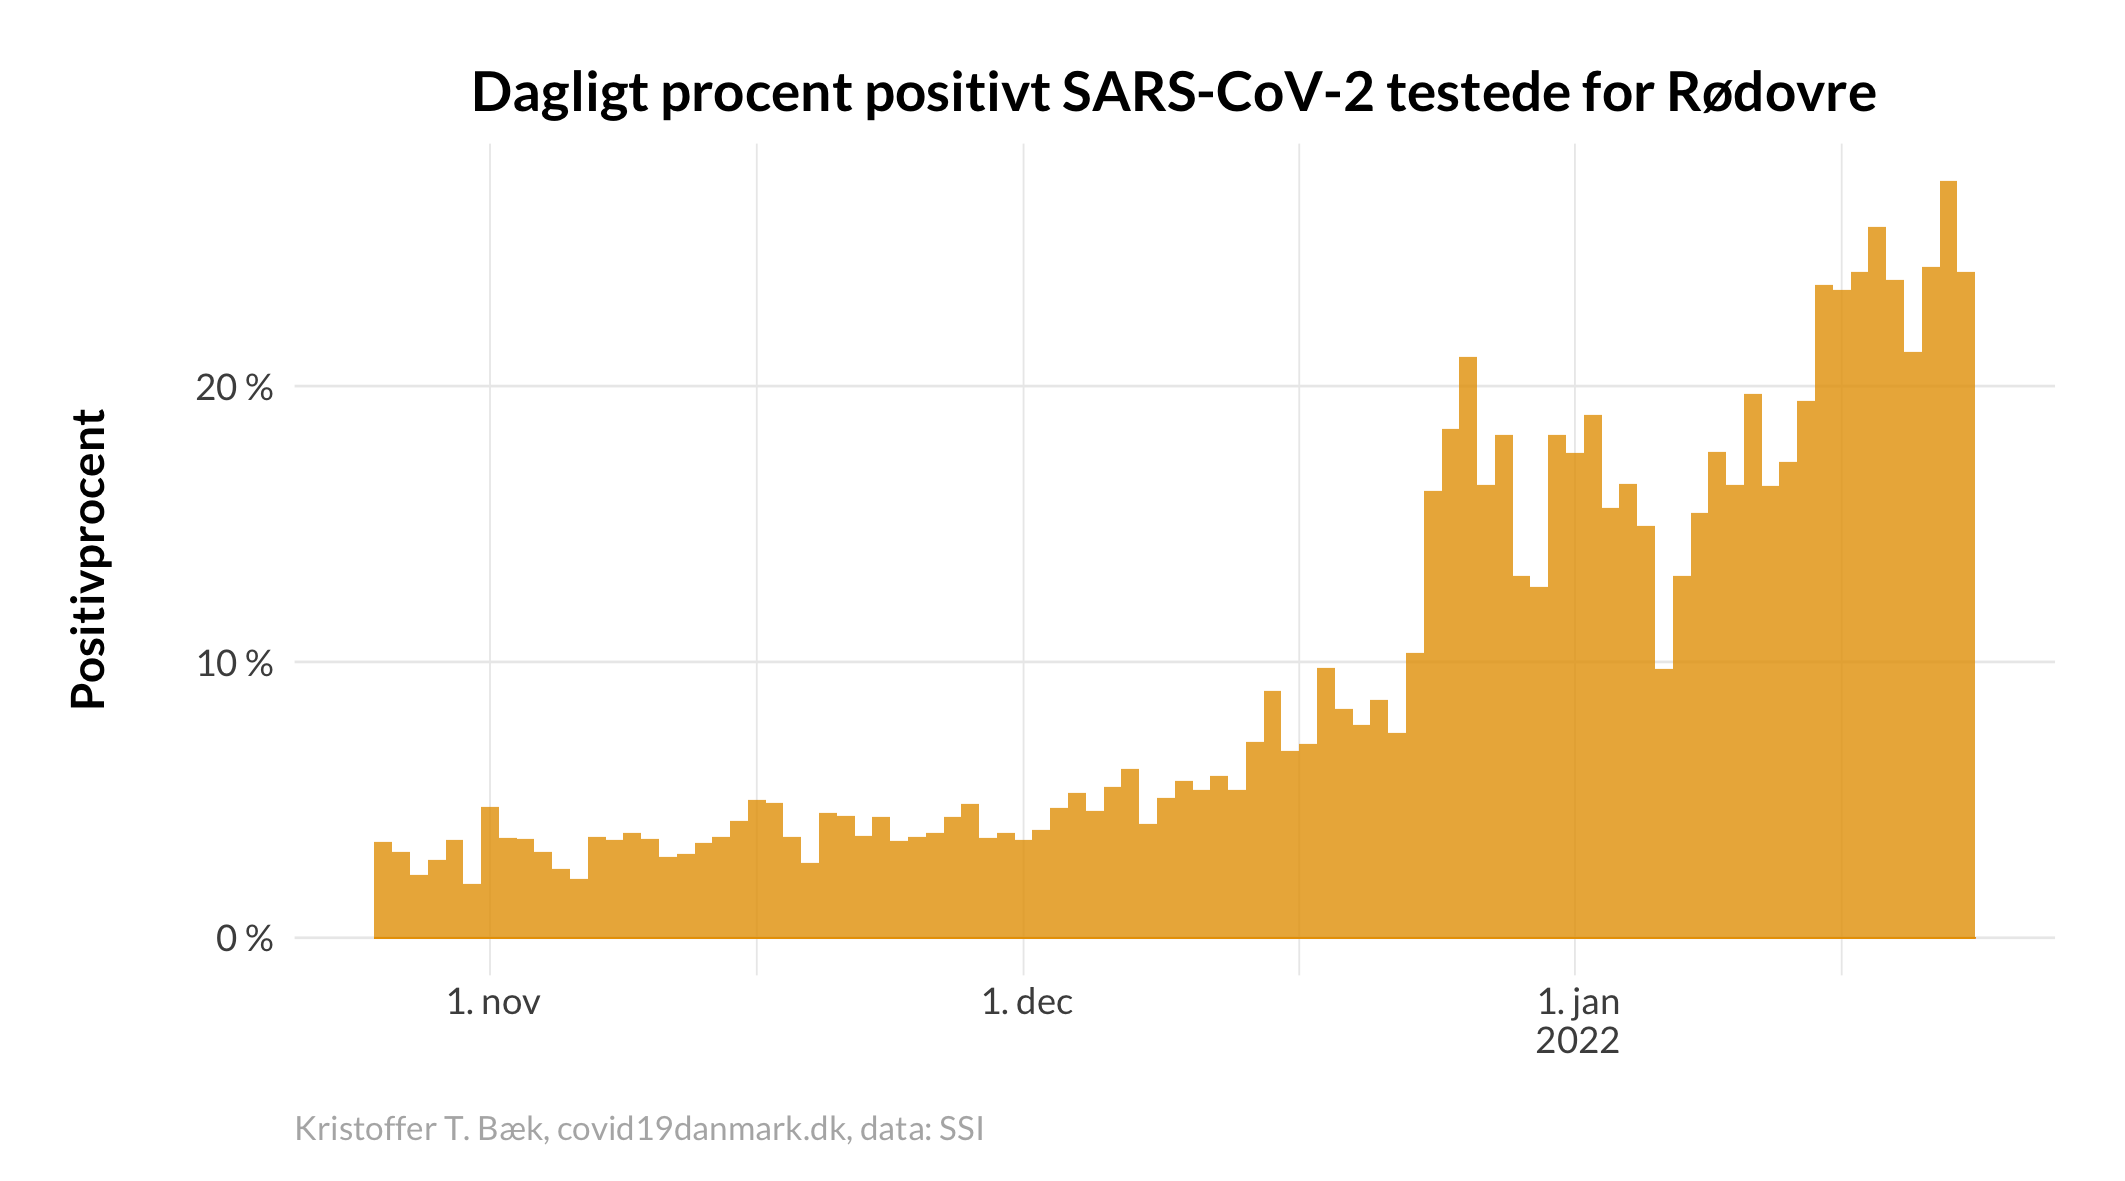 Dagligt procent positivt SARS-CoV-2 testede for Rødovre
Positivprocent
20 %
10 %
0 %
1. nov
1. dec
1. jan
2022
Kristoffer T. Bæk, covid19danmark.dk, data: SSI